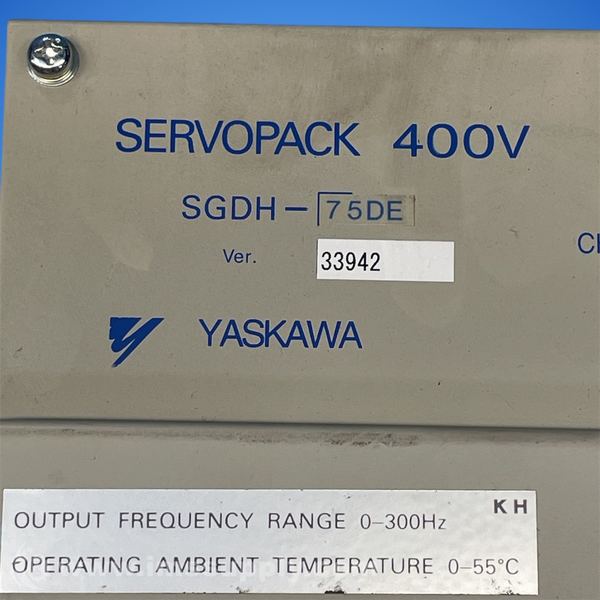 SERVOPACK 400V
SGDH-75DE
Ver. 33942
YASKAWA
KH
OUTPUT FREQUENCY RANGE 0-300Hz
OPERATING AMBIENT TEMPERATURE 0-55°C